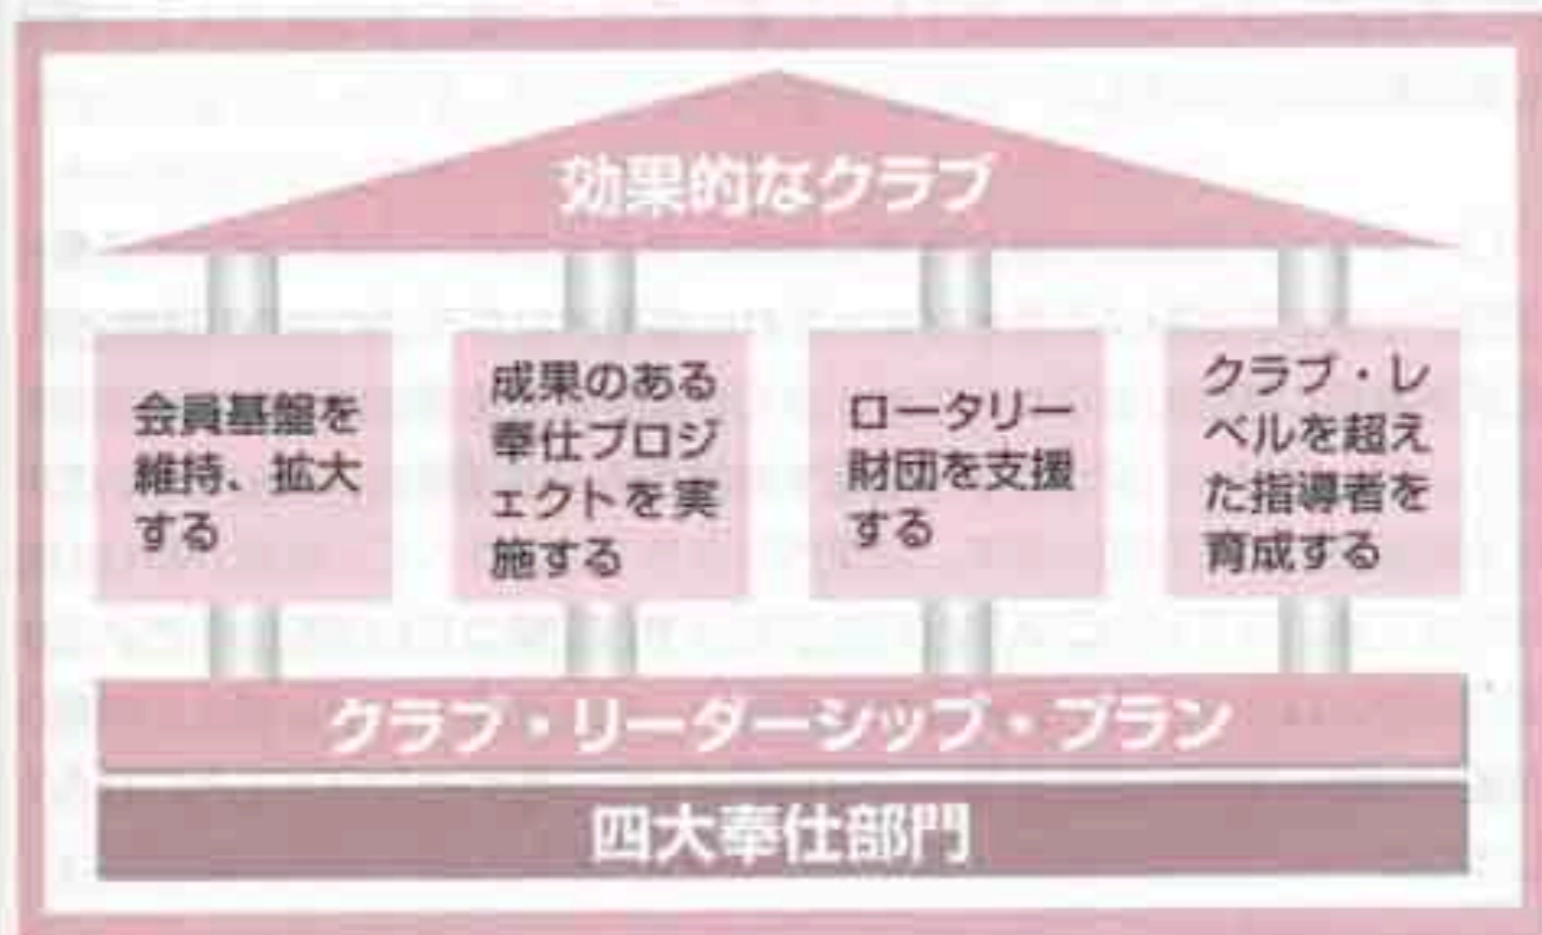 効果的なクラブ
会員基盤を
維持、拡大
する
成果のある
奉仕プロジ
ェクトを実
施する
ロータリー
財団を支援
する
クラブ・レ
ベルを超え
た指導者を
育成する
クラブ・リーダーシップ・プラン
四大奉仕部門